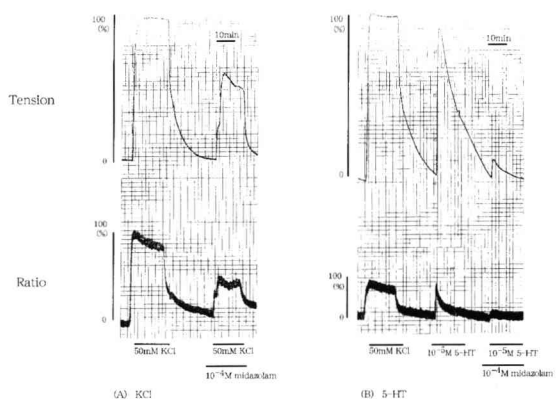 100
(%)
10min
Tension
0
100
(%)
Ratio
0
50mM KCl
50mM KCl
10⁻⁴M midazolam
(A) KCl
100
(%)
10min
0
100
(%)
0
50mM KCl
10⁻⁵M 5-HT
10⁻⁵M 5-HT
10⁻⁴M midazolam
(B) 5-HT